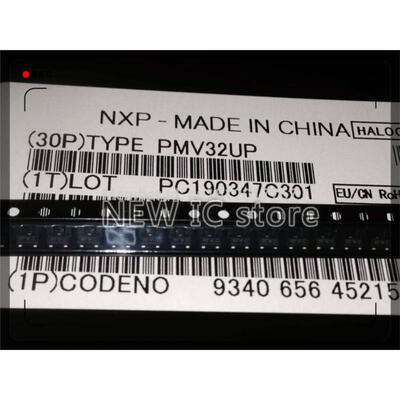 NXP - MADE IN CHINA HALOG
(30P)TYPE PMV32UP
(1T)LOT PC190347C301
EU/CN RoH
NEW IC store
(1P)CODENO 9340 656 45215